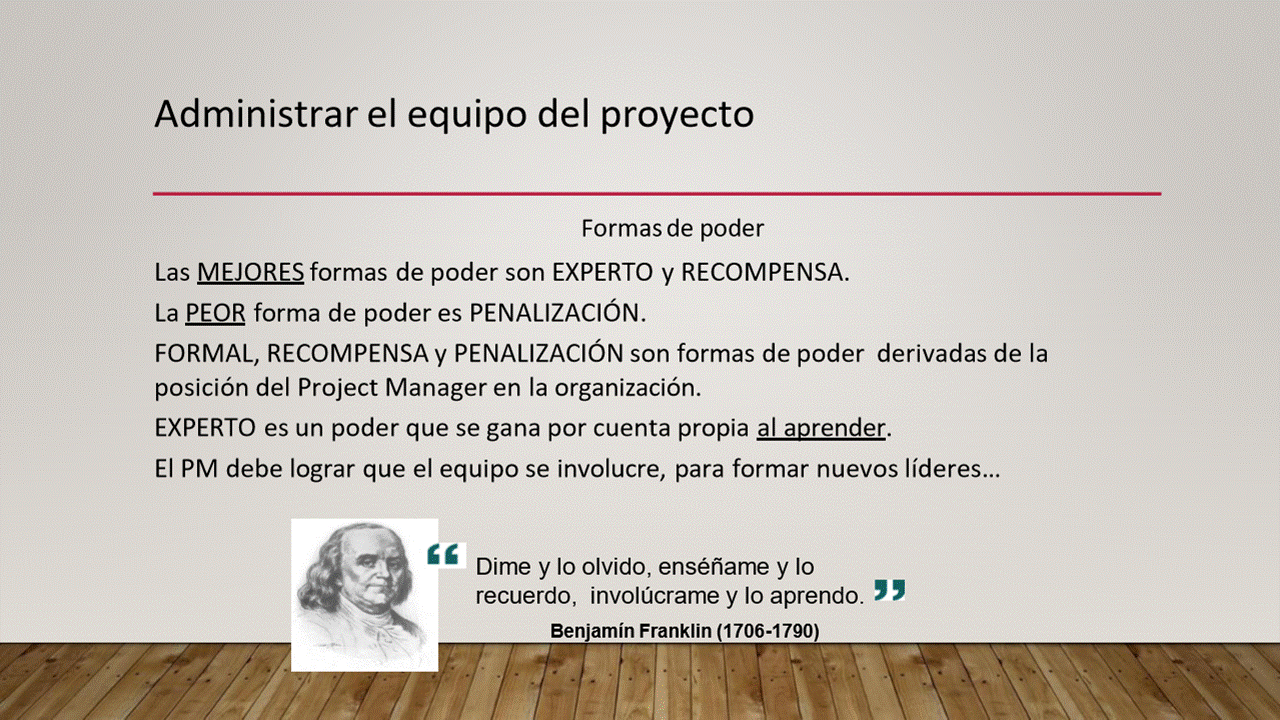 Administrar el equipo del proyecto
Formas de poder
Las MEJORES formas de poder son EXPERTO y RECOMPENSA.
La PEOR forma de poder es PENALIZACIÓN.
FORMAL, RECOMPENSA y PENALIZACIÓN son formas de poder  derivadas de la
posición del Project Manager en la organización.
EXPERTO es un poder que se gana por cuenta propia al aprender.
El PM debe lograr que el equipo se involucre, para formar nuevos líderes...
“ Dime y lo olvido, enséñame y lo
recuerdo,  involúcrame y lo aprendo. ”
Benjamín Franklin (1706-1790)